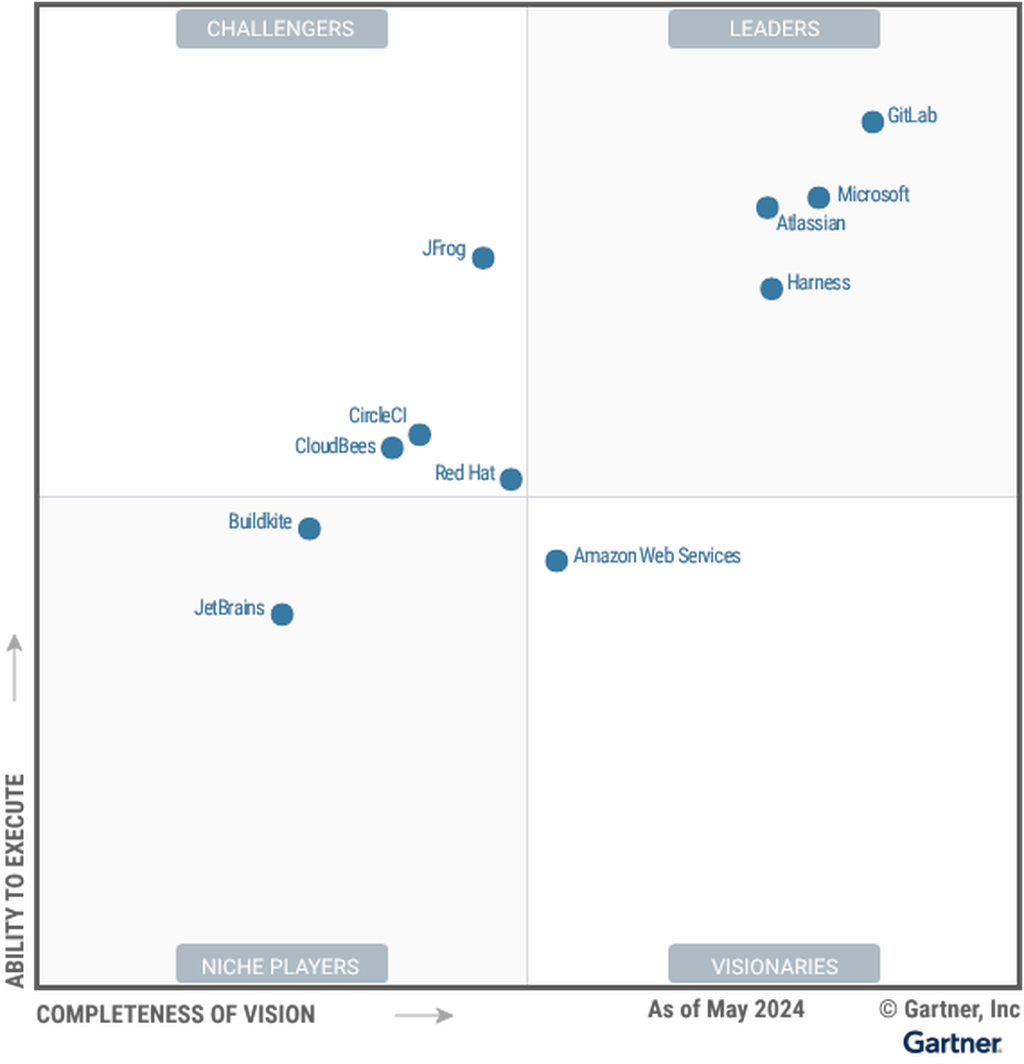 CHALLENGERS
LEADERS
GitLab
Microsoft
Atlassian
JFrog
Harness
CircleCI
CloudBees
Red Hat
Buildkite
Amazon Web Services
JetBrains
ABILITY TO EXECUTE
NICHE PLAYERS
VISIONARIES
COMPLETENESS OF VISION
As of May 2024
© Gartner, Inc
Gartner.